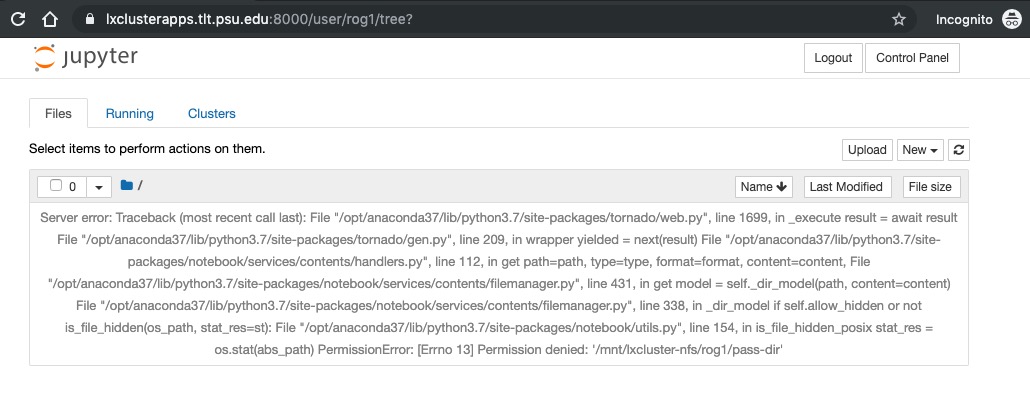 lxclusterapps.tlt.psu.edu:8000/user/rog1/tree?
Incognito
jupyter
Logout
Control Panel
Files
Running
Clusters
Select items to perform actions on them.
Upload
New
0
/
Name
Last Modified
File size
Server error: Traceback (most recent call last): File "/opt/anaconda37/lib/python3.7/site-packages/tornado/web.py", line 1699, in _execute result = await result
File "/opt/anaconda37/lib/python3.7/site-packages/tornado/gen.py", line 209, in wrapper yielded = next(result) File "/opt/anaconda37/lib/python3.7/site-
packages/notebook/services/contents/handlers.py", line 112, in get path=path, type=type, format=format, content=content, File
"/opt/anaconda37/lib/python3.7/site-packages/notebook/services/contents/filemanager.py", line 431, in get model = self._dir_model(path, content=content)
File "/opt/anaconda37/lib/python3.7/site-packages/notebook/services/contents/filemanager.py", line 338, in _dir_model if self.allow_hidden or not
is_file_hidden(os_path, stat_res=st): File "/opt/anaconda37/lib/python3.7/site-packages/notebook/utils.py", line 154, in is_file_hidden_posix stat_res =
os.stat(abs_path) PermissionError: [Errno 13] Permission denied: '/mnt/lxcluster-nfs/rog1/pass-dir'